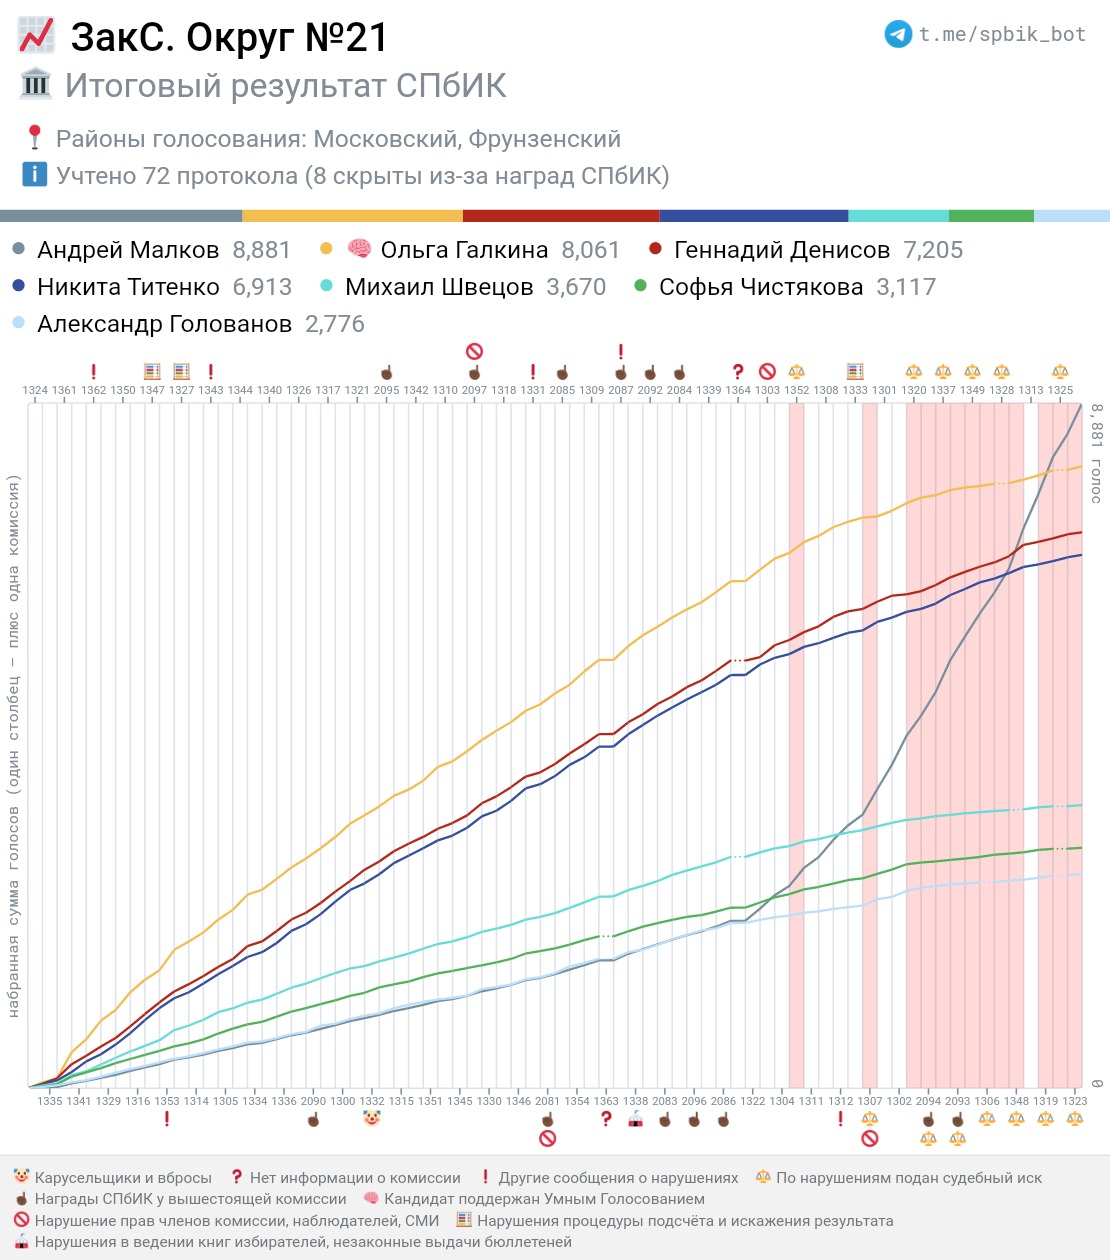 ЗакС. Округ №21
t.me/spbik_bot
Итоговый результат СПбИК
Районы голосования: Московский, Фрунзенский
Учтено 72 протокола (8 скрыты из-за наград СПбИК)
Андрей Малков 8,881 Ольга Галкина 8,061 Геннадий Денисов 7,205
Никита Титенко 6,913 Михаил Швецов 3,670 Софья Чистякова 3,117
Александр Голованов 2,776
1324 1361 1362 1350 1347 1327 1343 1344 1340 1326 1317 1321 2095 1342 1310 2097 1318 1331 2085 1309 2087 2092 2084 1339 1364 1303 1352 1308 1333 1301 1320 1337 1349 1328 1313 1325
8,881 голос
набранная сумма голосов (один столбец — плюс одна комиссия)
0
1335 1341 1329 1316 1353 1314 1305 1334 1336 2090 1300 1332 1315 1351 1345 1330 1346 2081 1354 1363 1338 2083 2096 2086 1322 1304 1311 1312 1307 1302 2094 2093 1306 1348 1319 1323
Карусельщики и вбросы Нет информации о комиссии Другие сообщения о нарушениях По нарушениям подан судебный иск
Награды СПбИК у вышестоящей комиссии Кандидат поддержан Умным Голосованием
Нарушение прав членов комиссии, наблюдателей, СМИ Нарушения процедуры подсчёта и искажения результата
Нарушения в ведении книг избирателей, незаконные выдачи бюллетеней